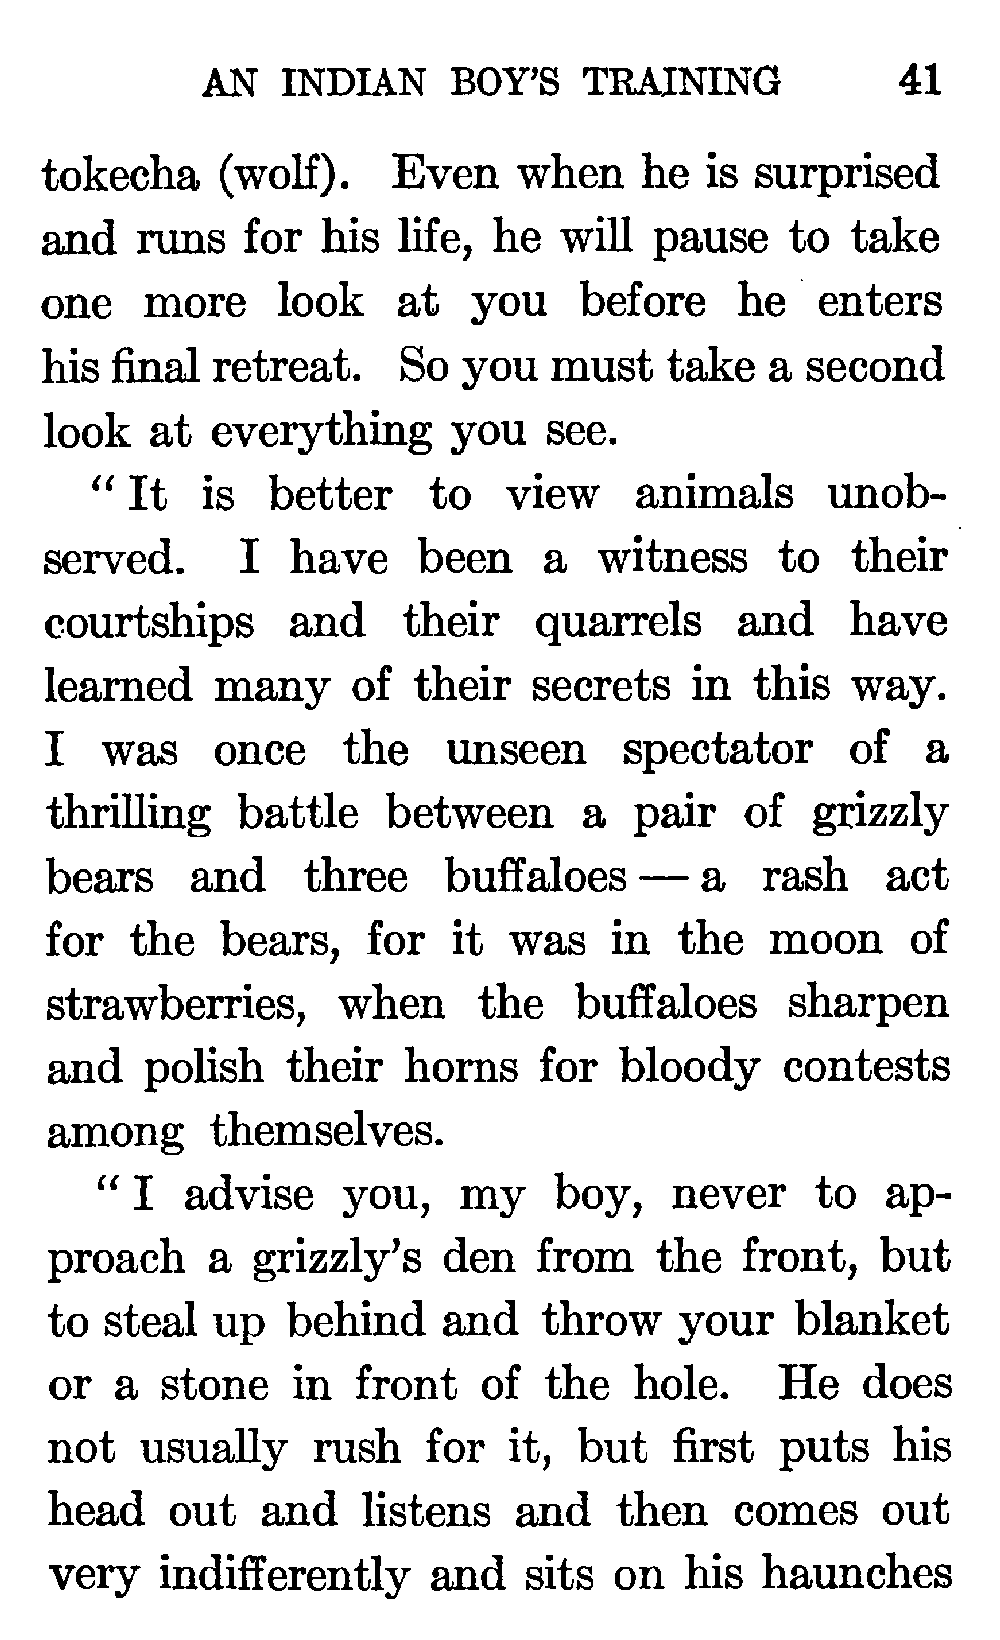 AN INDIAN BOY'S TRAINING 41
tokecha (wolf). Even when he is surprised
and runs for his life, he will pause to take
one more look at you before he enters
his final retreat. So you must take a second
look at everything you see.
“ It is better to view animals unob-
served. I have been a witness to their
courtships and their quarrels and have
learned many of their secrets in this way.
I was once the unseen spectator of a
thrilling battle between a pair of grizzly
bears and three buffaloes — a rash act
for the bears, for it was in the moon of
strawberries, when the buffaloes sharpen
and polish their horns for bloody contests
among themselves.
“ I advise you, my boy, never to ap-
proach a grizzly's den from the front, but
to steal up behind and throw your blanket
or a stone in front of the hole. He does
not usually rush for it, but first puts his
head out and listens and then comes out
very indifferently and sits on his haunches